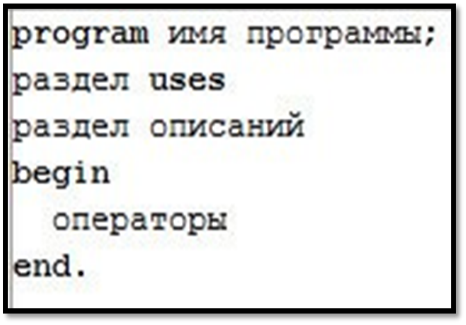 program имя программы;
раздел uses
раздел описаний
begin
операторы
end.